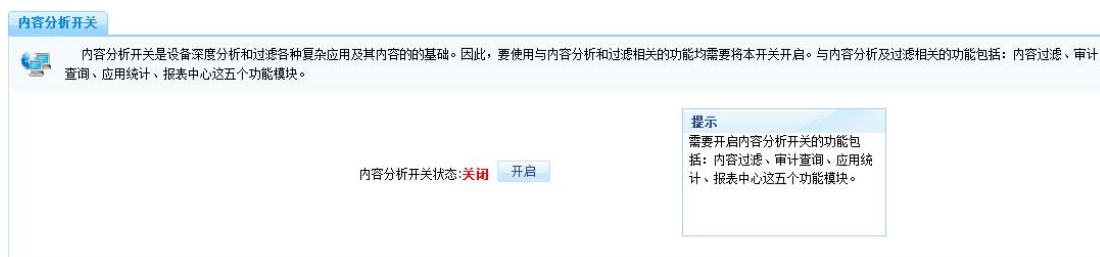 内容分析开关
内容分析开关是设备深度分析和过滤各种复杂应用及其内容的的基础。因此，要使用与内容分析和过滤相关的功能均需要将本开关开启。与内容分析及过滤相关的功能包括：内容过滤、审计
查询、应用统计、报表中心这五个功能模块。
内容分析开关状态:关闭 开启
提示
需要开启内容分析开关的功能包
括：内容过滤、审计查询、应用统
计、报表中心这五个功能模块。